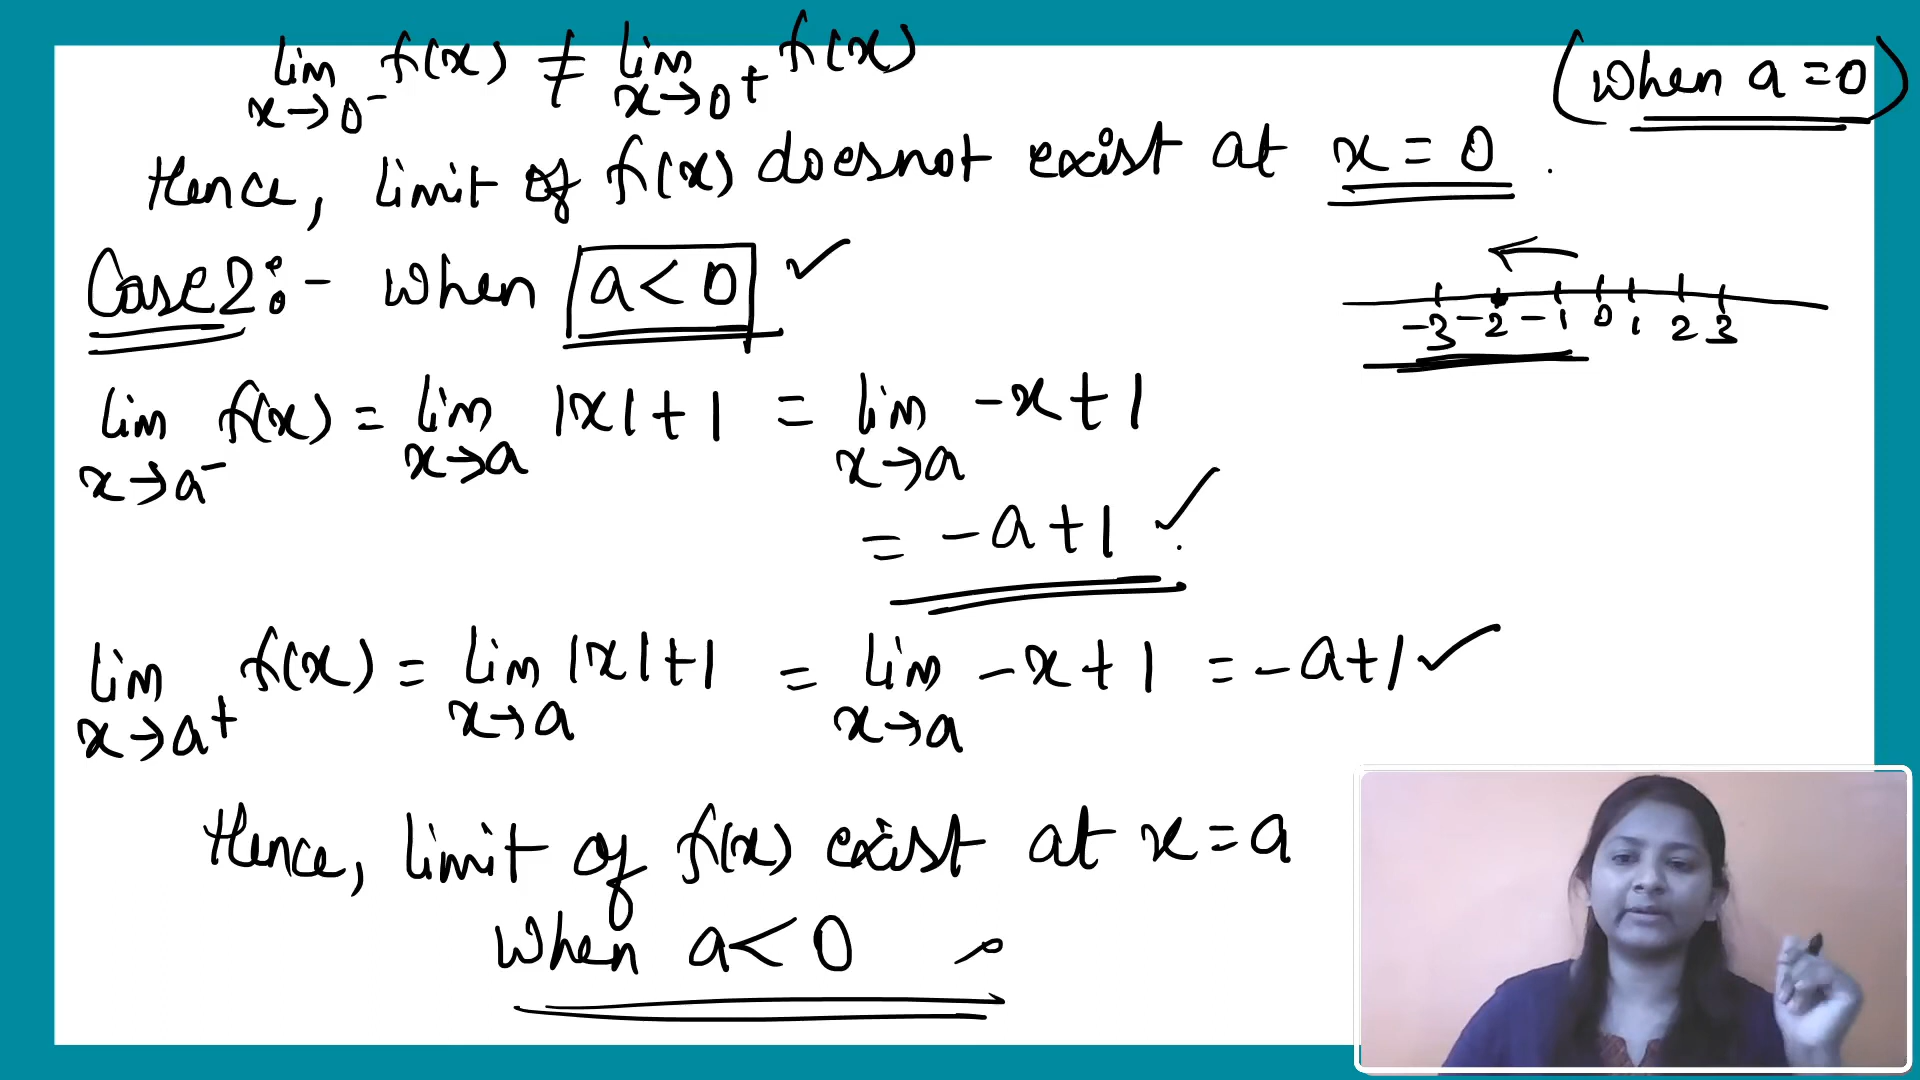 lim x→0⁻ f(x) ≠ lim x→0⁺ f(x)
(when a = 0)
Hence, limit of f(x) does not exist at x = 0.
Case 2:- when a < 0 ✓
-3 -2 -1 0 1 2 3
lim x→a⁻ f(x) = lim x→a |x|+1 = lim x→a -x+1
= -a+1 ✓
lim x→a⁺ f(x) = lim x→a |x|+1 = lim x→a -x+1 = -a+1 ✓
Hence, limit of f(x) exist at x=a
when a<0